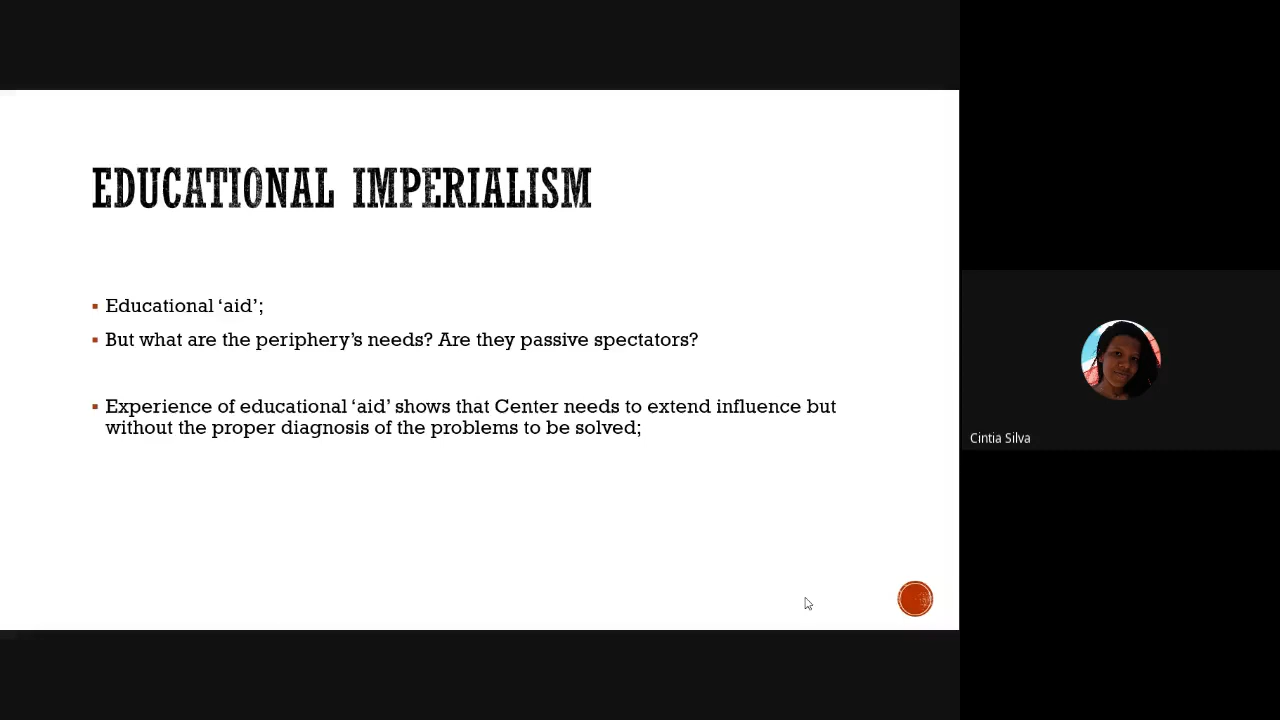 EDUCATIONAL IMPERIALISM
Educational ‘aid’;
But what are the periphery’s needs? Are they passive spectators?
Experience of educational ‘aid’ shows that Center needs to extend influence but
without the proper diagnosis of the problems to be solved;
Cintia Silva